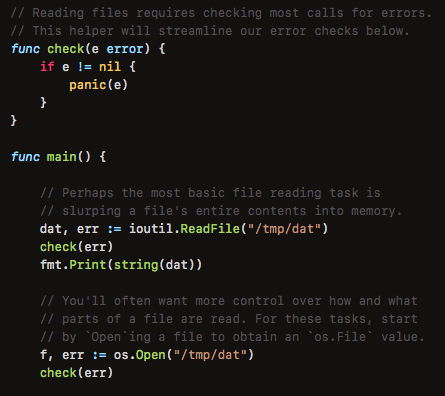 // Reading files requires checking most calls for errors.
// This helper will streamline our error checks below.
func check(e error) {
    if e != nil {
        panic(e)
    }
}

func main() {

    // Perhaps the most basic file reading task is
    // slurping a file's entire contents into memory.
    dat, err := ioutil.ReadFile("/tmp/dat")
    check(err)
    fmt.Print(string(dat))

    // You'll often want more control over how and what
    // parts of a file are read. For these tasks, start
    // by `Open`ing a file to obtain an `os.File` value.
    f, err := os.Open("/tmp/dat")
    check(err)